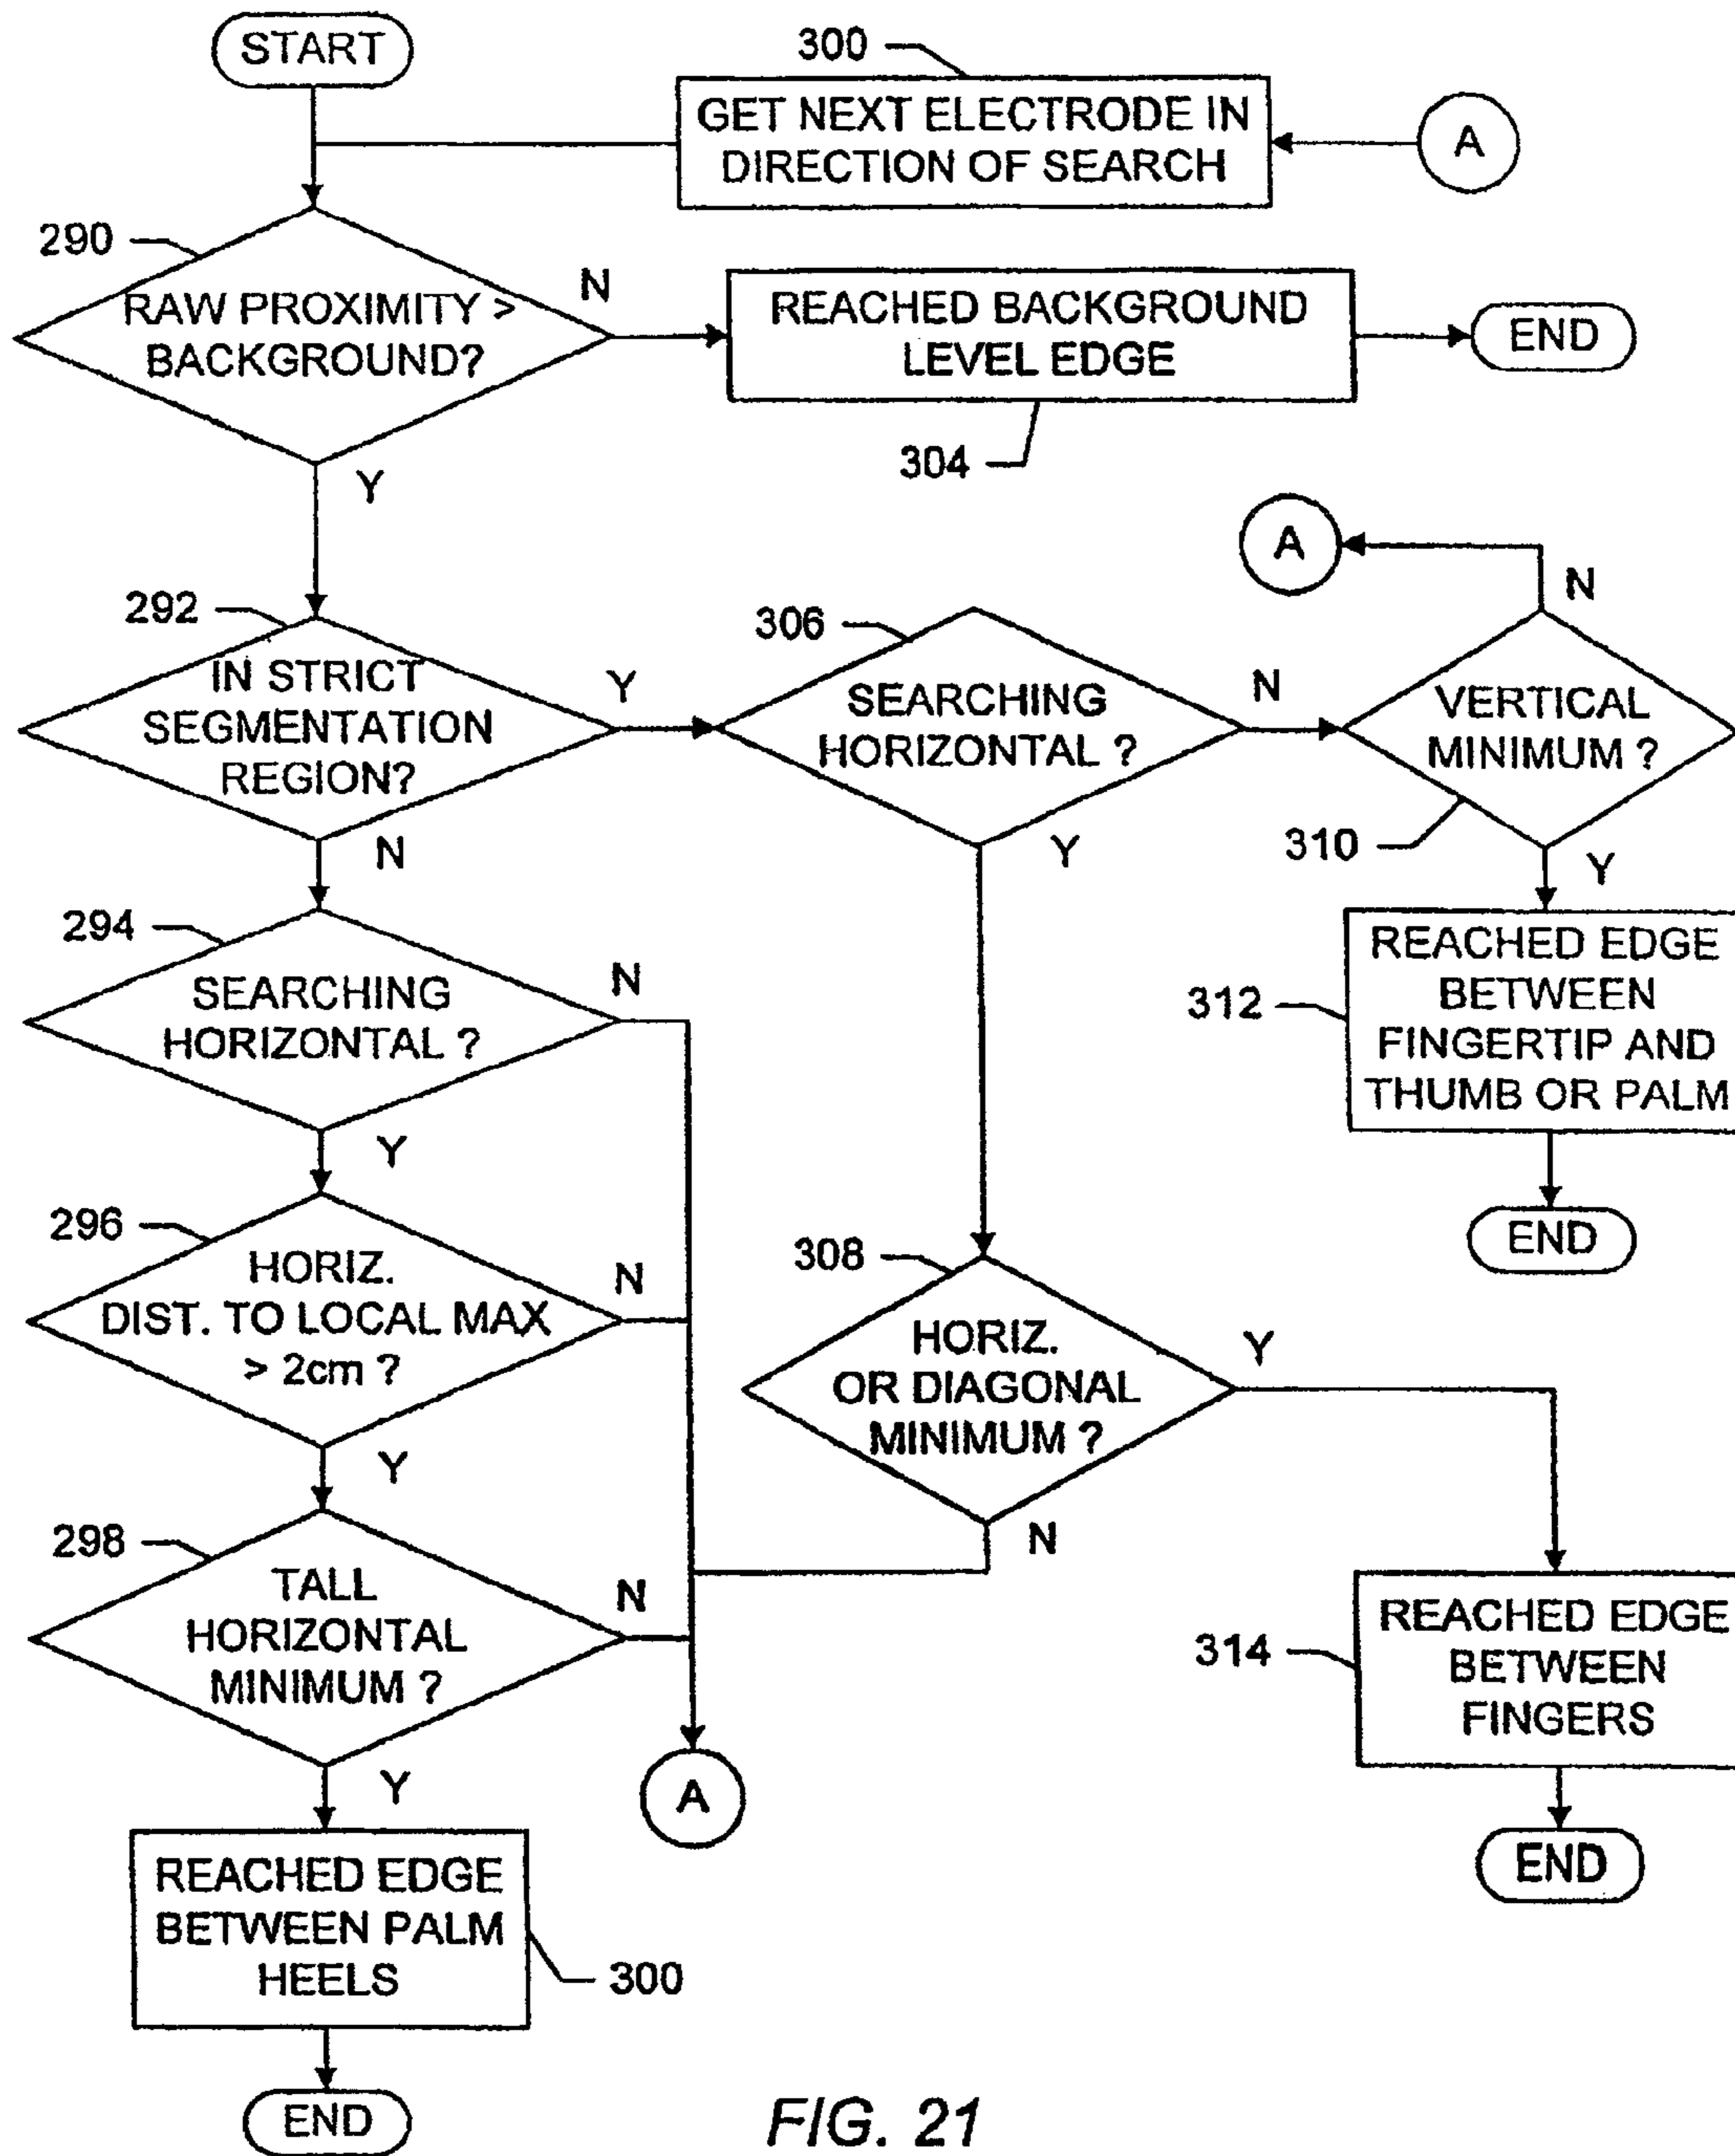 START
300
GET NEXT ELECTRODE IN
DIRECTION OF SEARCH
A
290
RAW PROXIMITY >
BACKGROUND?
N
REACHED BACKGROUND
LEVEL EDGE
END
304
Y
A
N
292
IN STRICT
SEGMENTATION
REGION?
Y
306
SEARCHING
HORIZONTAL ?
N
VERTICAL
MINIMUM ?
310
N
Y
Y
294
SEARCHING
HORIZONTAL ?
N
REACHED EDGE
BETWEEN
FINGERTIP AND
THUMB OR PALM
312
Y
END
296
HORIZ.
DIST. TO LOCAL MAX
> 2cm ?
N
308
HORIZ.
OR DIAGONAL
MINIMUM ?
Y
Y
N
298
TALL
HORIZONTAL
MINIMUM ?
N
REACHED EDGE
BETWEEN
FINGERS
314
Y
A
END
REACHED EDGE
BETWEEN PALM
HEELS
300
END
FIG. 21